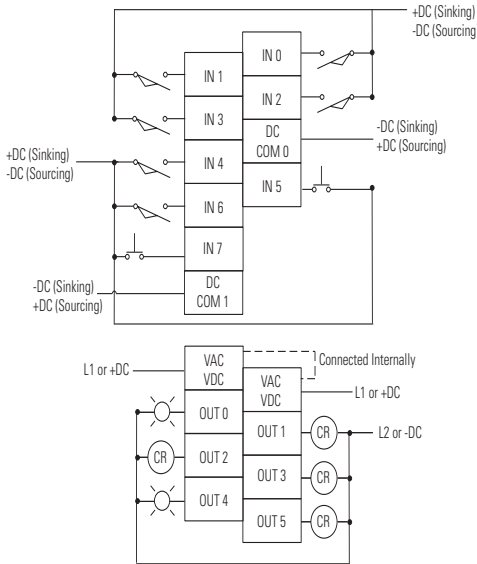 +DC (Sinking)
-DC (Sourcing
IN 0
IN 1
IN 2
IN 3
DC
COM 0
-DC (Sinking)
+DC (Sourcing)
+DC (Sinking)
-DC (Sourcing)
IN 4
IN 5
IN 6
IN 7
-DC (Sinking)
+DC (Sourcing)
DC
COM 1
L1 or +DC
VAC
VDC
Connected Internally
VAC
VDC
L1 or +DC
OUT 0
OUT 1
CR
L2 or -DC
CR
OUT 2
OUT 3
CR
OUT 4
OUT 5
CR